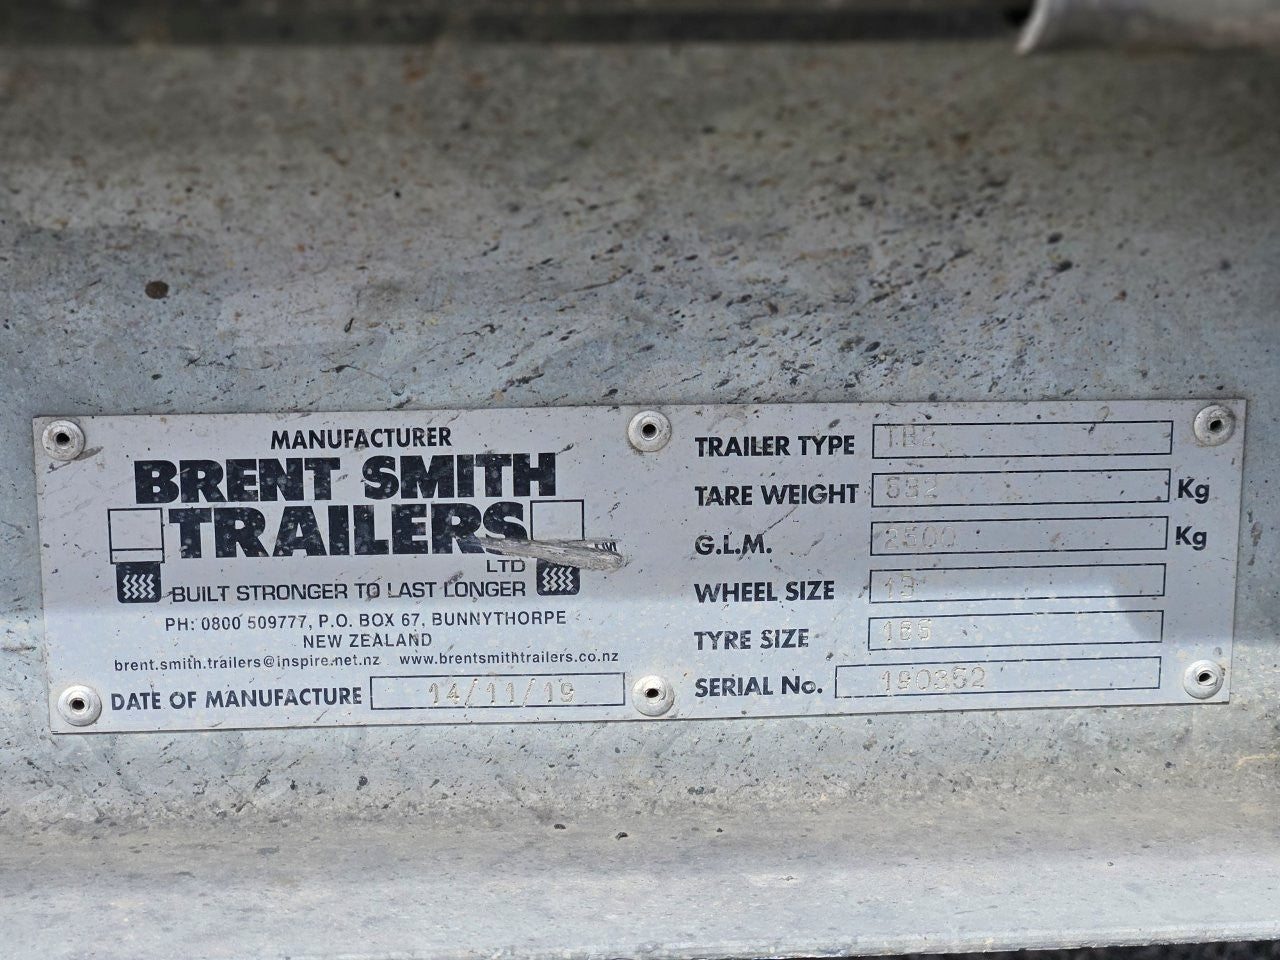 MANUFACTURER
BRENT SMITH
TRAILERS
LTD
BUILT STRONGER TO LAST LONGER
PH: 0800 509777, P.O. BOX 67, BUNNYTHORPE
NEW ZEALAND
brent.smith.trailers@inspire.net.nz www.brentsmithtrailers.co.nz
DATE OF MANUFACTURE 14/11/19
TRAILER TYPE
TARE WEIGHT 692 Kg
G.L.M. 2500 Kg
WHEEL SIZE
TYRE SIZE
SERIAL No. 190352